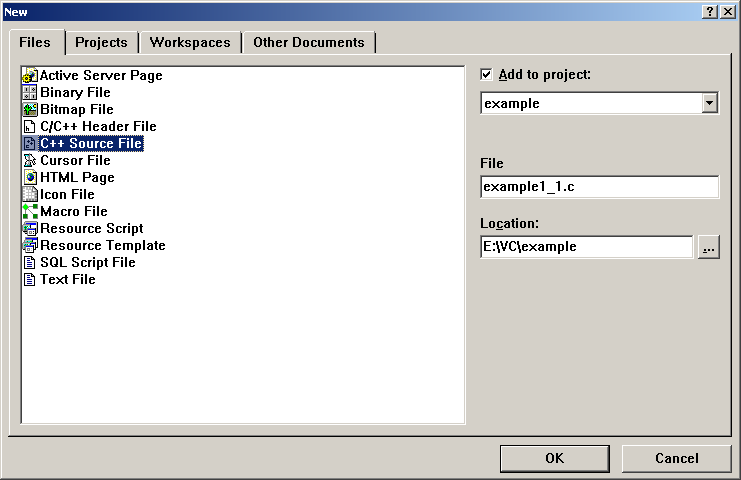 New
Files
Projects
Workspaces
Other Documents
Active Server Page
Binary File
Bitmap File
C/C++ Header File
C++ Source File
Cursor File
HTML Page
Icon File
Macro File
Resource Script
Resource Template
SQL Script File
Text File
Add to project:
example
File
example1_1.c
Location:
E:\VC\example
...
OK
Cancel